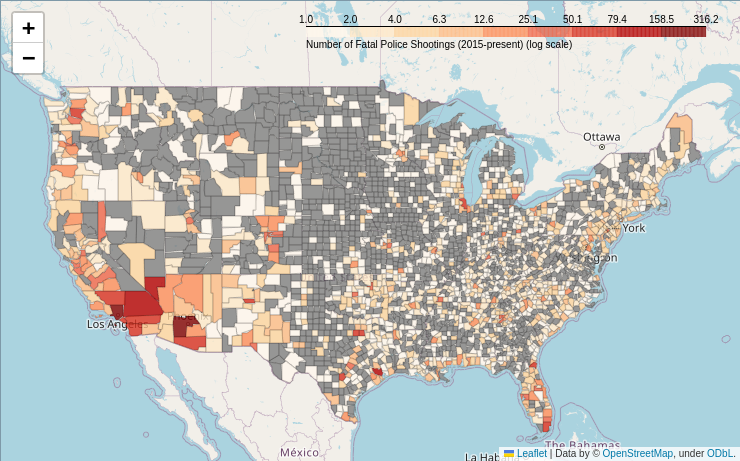 +
−
1.0 2.0 4.0 6.3 12.6 25.1 50.1 79.4 158.5 316.2
Number of Fatal Police Shootings (2015-present) (log scale)
Ottawa
York
Washington
Los Angeles
México
The Bahamas
La Hab
Leaflet | Data by © OpenStreetMap, under ODbL.